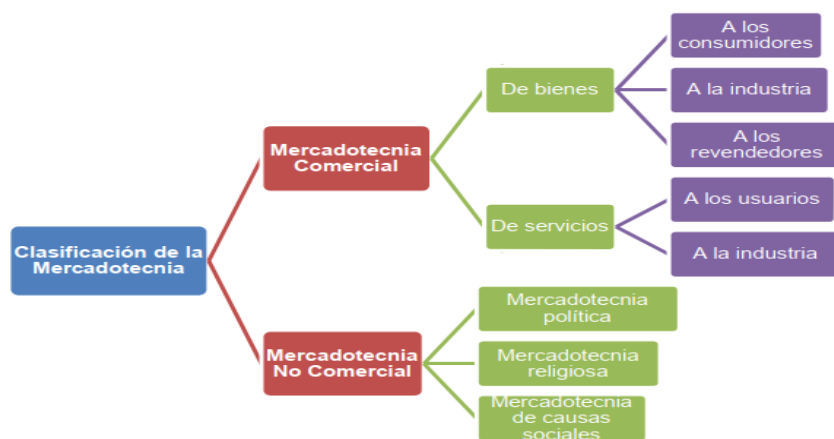 Clasificación de la
Mercadotecnia
Mercadotecnia
Comercial
De bienes
A los
consumidores
A la industria
A los
revendedores
De servicios
A los usuarios
A la industria
Mercadotecnia
No Comercial
Mercadotecnia
política
Mercadotecnia
religiosa
Mercadotecnia
de causas
sociales